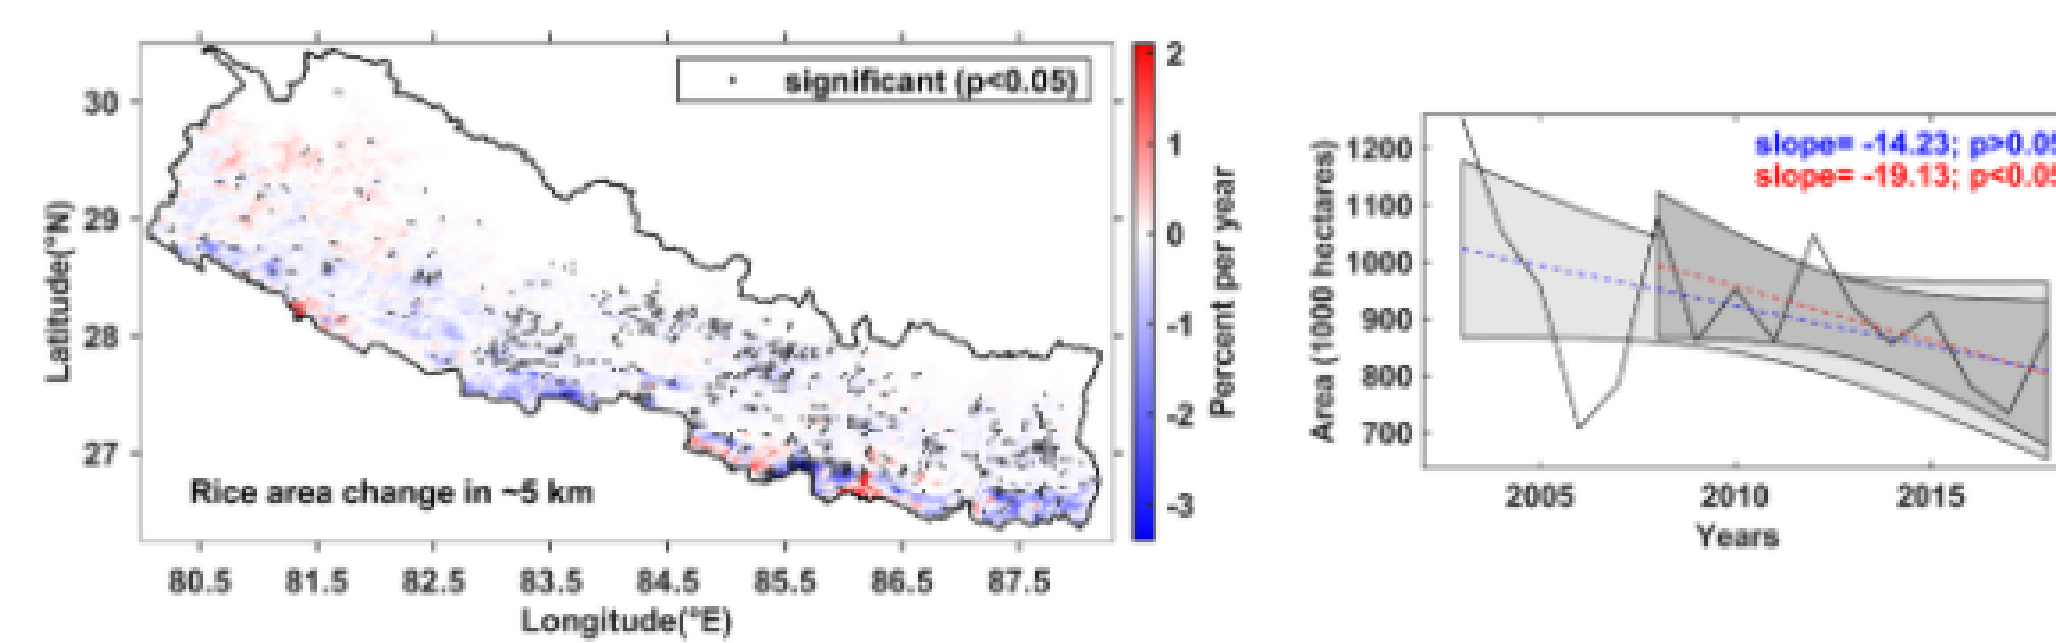 significant (p<0.05)
30
29
28
27
Latitude(°N)
Rice area change in ~5 km
80.5 81.5 82.5 83.5 84.5 85.5 86.5 87.5
Longitude(°E)
2
1
0
-1
-2
-3
Percent per year
slope= -14.23; p>0.05
slope= -19.13; p<0.05
1200
1100
1000
900
800
700
Area (1000 hectares)
2005 2010 2015
Years